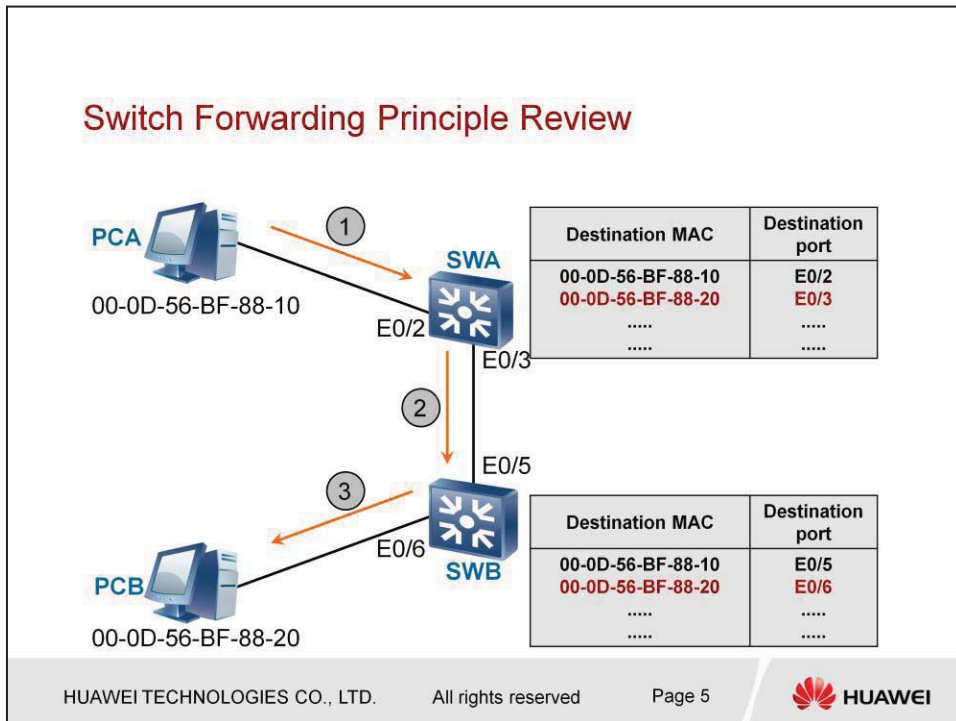 Switch Forwarding Principle Review
PCA
00-0D-56-BF-88-10
1
SWA
E0/2
E0/3
2
E0/5
3
E0/6
SWB
PCB
00-0D-56-BF-88-20
Destination MAC Destination port
00-0D-56-BF-88-10 E0/2
00-0D-56-BF-88-20 E0/3
..... .....
..... .....
Destination MAC Destination port
00-0D-56-BF-88-10 E0/5
00-0D-56-BF-88-20 E0/6
..... .....
..... .....
HUAWEI TECHNOLOGIES CO., LTD. All rights reserved Page 5 HUAWEI